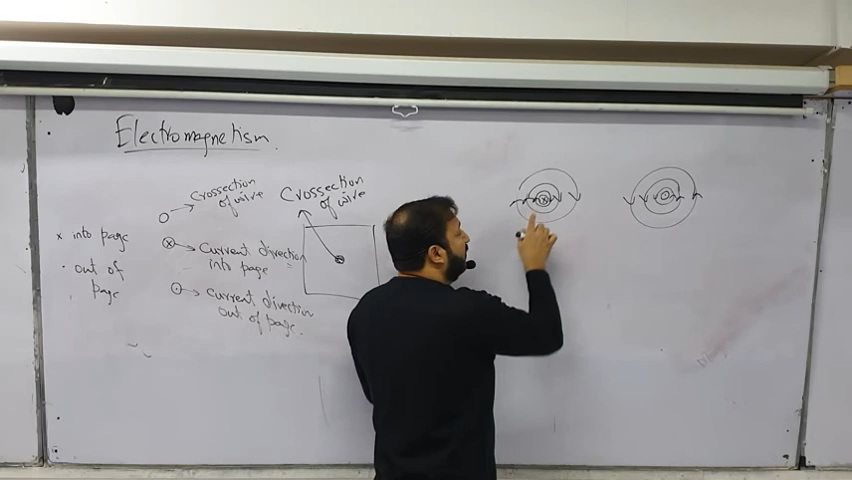 Electromagnetism.
Crossection
of wire
Crossection
of wire
x into page
Current direction
into page
. out of
page
Current direction
out of page.